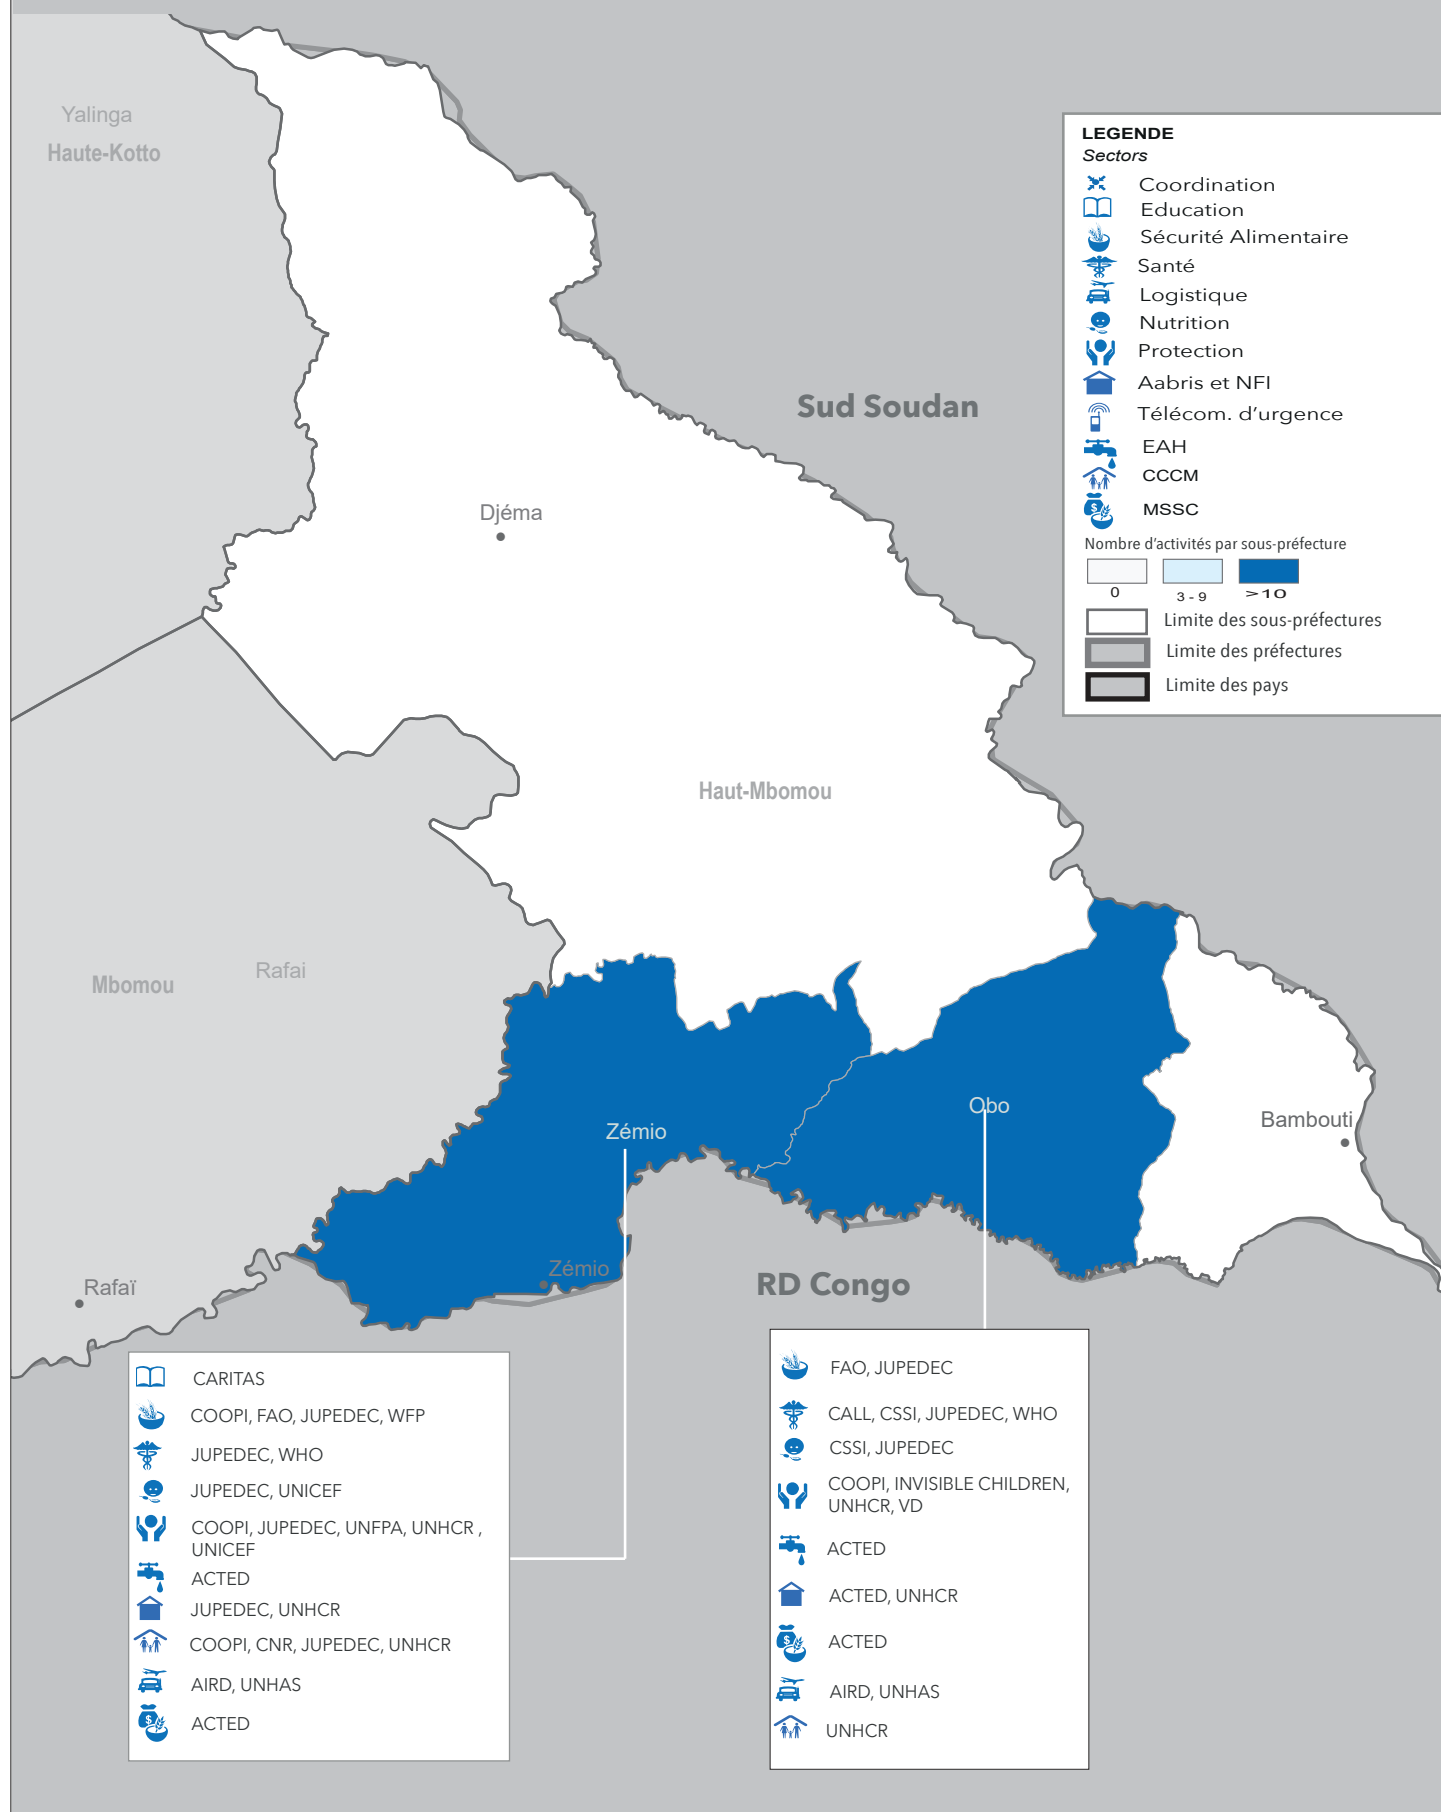 Yalinga
Haute-Kotto
LEGENDE
Sectors
Coordination
Education
Sécurité Alimentaire
Santé
Logistique
Nutrition
Protection
Aabris et NFI
Télécom. d'urgence
EAH
CCCM
MSSC
Nombre d'activités par sous-préfecture
0
3 - 9
>10
Limite des sous-préfectures
Limite des préfectures
Limite des pays
Sud Soudan
Djéma
Haut-Mbomou
Mbomou
Rafai
Obo
Zémio
Bambouti
Zémio
Rafaï
RD Congo
CARITAS
COOPI, FAO, JUPEDEC, WFP
JUPEDEC, WHO
JUPEDEC, UNICEF
COOPI, JUPEDEC, UNFPA, UNHCR ,
UNICEF
ACTED
JUPEDEC, UNHCR
COOPI, CNR, JUPEDEC, UNHCR
AIRD, UNHAS
ACTED
FAO, JUPEDEC
CALL, CSSI, JUPEDEC, WHO
CSSI, JUPEDEC
COOPI, INVISIBLE CHILDREN,
UNHCR, VD
ACTED
ACTED, UNHCR
ACTED
AIRD, UNHAS
UNHCR